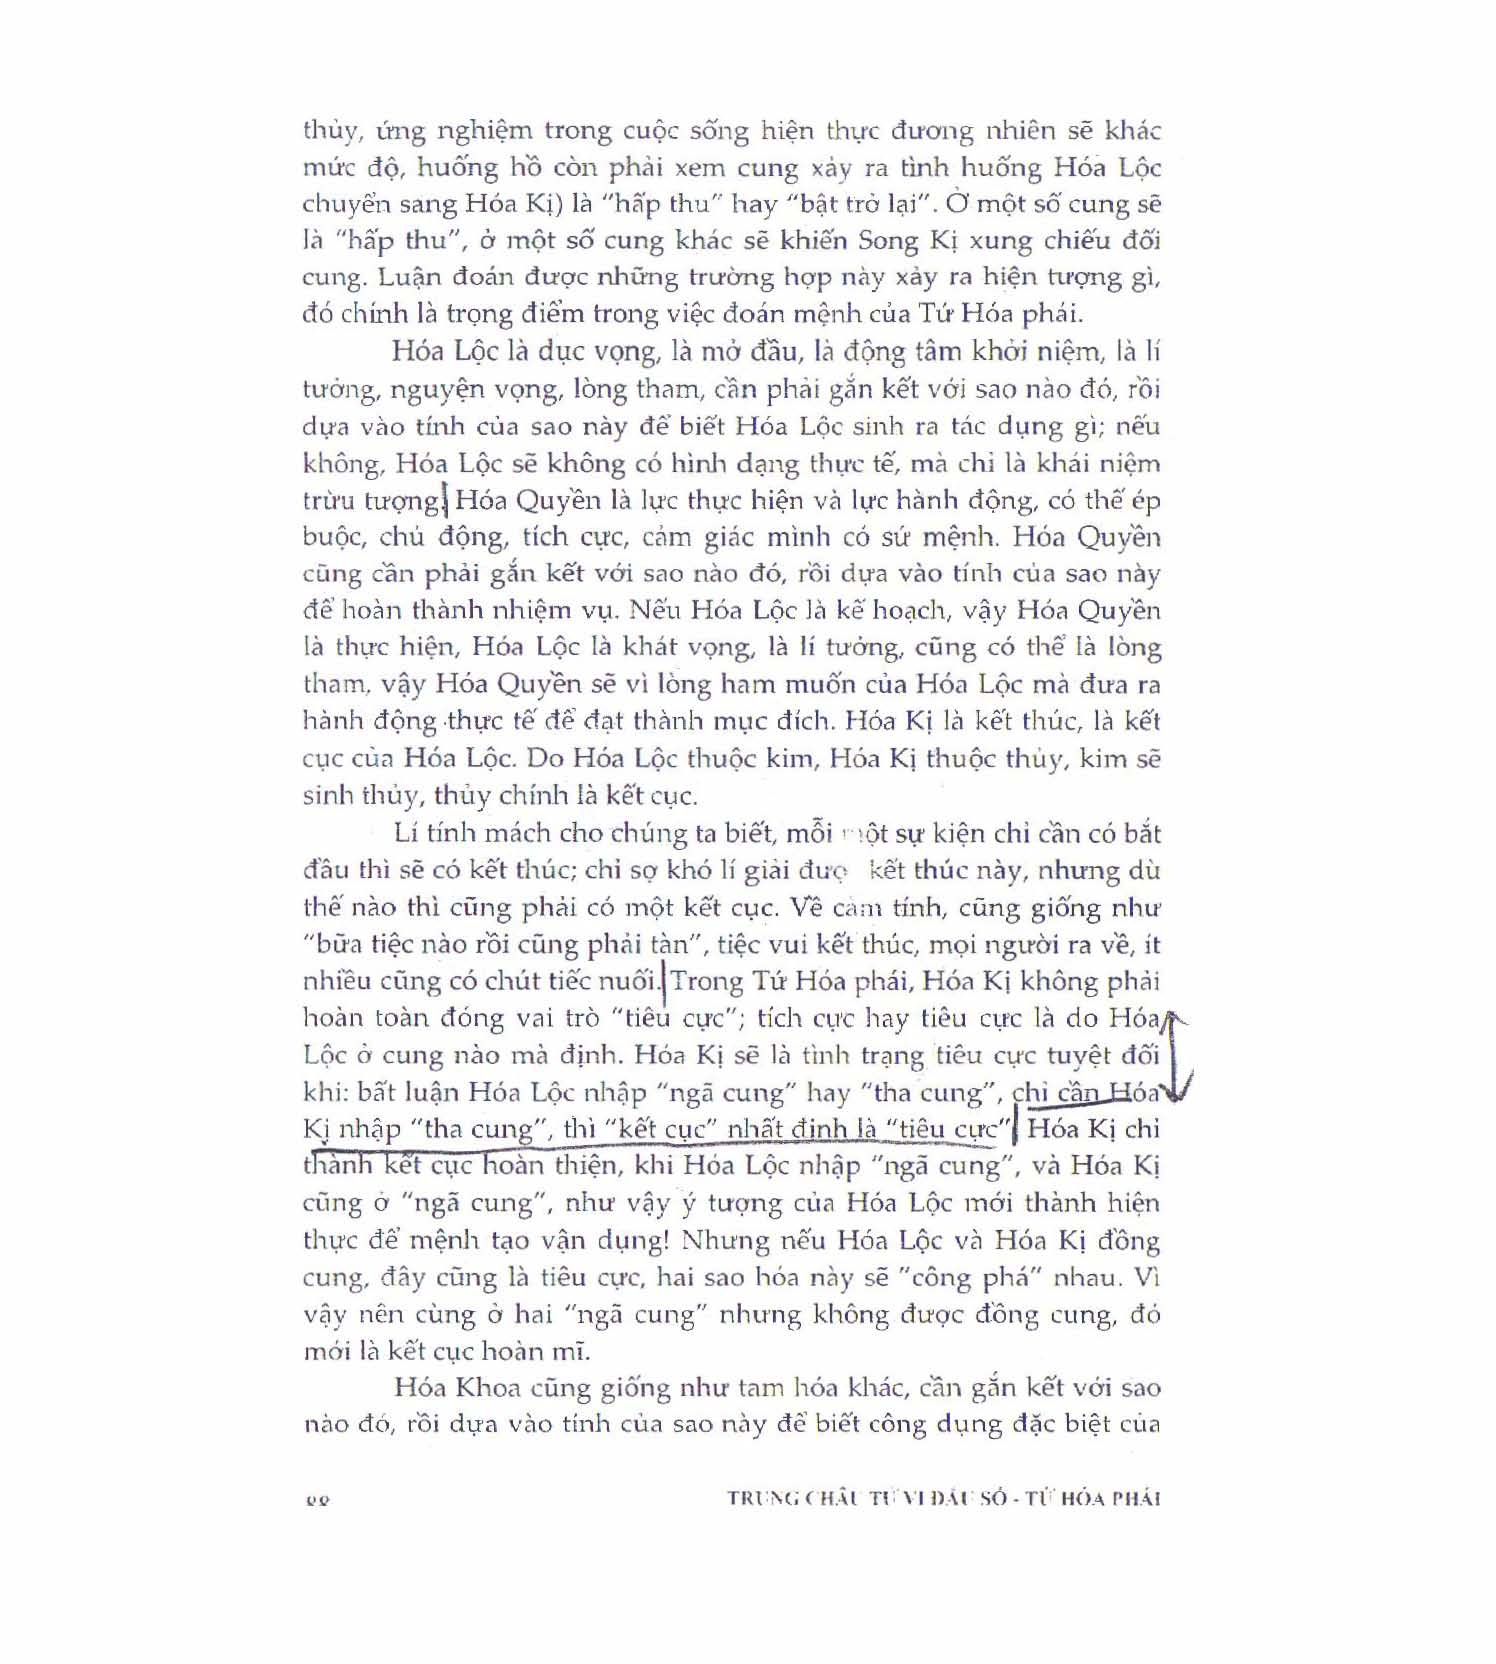 thủy, ứng nghiệm trong cuộc sống hiện thực đương nhiên sẽ khác
mức độ, huống hồ còn phải xem cung xảy ra tình huống Hóa Lộc
chuyển sang Hóa Kị) là "hấp thu" hay "bật trở lại". Ở một số cung sẽ
là "hấp thu", ở một số cung khác sẽ khiến Song Kị xung chiếu đối
cung. Luận đoán được những trường hợp này xảy ra hiện tượng gì,
đó chính là trọng điểm trong việc đoán mệnh của Tứ Hóa phái.
Hóa Lộc là dục vọng, là mở đầu, là động tâm khởi niệm, là lí
tưởng, nguyện vọng, lòng tham, cần phải gắn kết với sao nào đó, rồi
dựa vào tính của sao này để biết Hóa Lộc sinh ra tác dụng gì; nếu
không, Hóa Lộc sẽ không có hình dạng thực tế, mà chỉ là khái niệm
trừu tượng. Hóa Quyền là lực thực hiện và lực hành động, có thể ép
buộc, chủ động, tích cực, cảm giác mình có sứ mệnh. Hóa Quyền
cũng cần phải gắn kết với sao nào đó, rồi dựa vào tính của sao này
để hoàn thành nhiệm vụ. Nếu Hóa Lộc là kế hoạch, vậy Hóa Quyền
là thực hiện, Hóa Lộc là khát vọng, là lí tưởng, cũng có thể là lòng
tham, vậy Hóa Quyền sẽ vì lòng ham muốn của Hóa Lộc mà đưa ra
hành động thực tế để đạt thành mục đích. Hóa Kị là kết thúc, là kết
cục của Hóa Lộc. Do Hóa Lộc thuộc kim, Hóa Kị thuộc thủy, kim sẽ
sinh thủy, thủy chính là kết cục.
Lí tính mách cho chúng ta biết, mỗi một sự kiện chỉ cần có bắt
đầu thì sẽ có kết thúc; chỉ sợ khó lí giải được kết thúc này, nhưng dù
thế nào thì cũng phải có một kết cục. Về cảm tính, cũng giống như
"bữa tiệc nào rồi cũng phải tàn", tiệc vui kết thúc, mọi người ra về, ít
nhiều cũng có chút tiếc nuối. Trong Tứ Hóa phái, Hóa Kị không phải
hoàn toàn đóng vai trò "tiêu cực"; tích cực hay tiêu cực là do Hóa
Lộc ở cung nào mà định. Hóa Kị sẽ là tình trạng tiêu cực tuyệt đối
khi: bất luận Hóa Lộc nhập "ngã cung" hay "tha cung", chỉ cần Hóa
Kị nhập "tha cung", thì "kết cục" nhất định là "tiêu cực". Hóa Kị chỉ
thành kết cục hoàn thiện, khi Hóa Lộc nhập "ngã cung", và Hóa Kị
cũng ở "ngã cung", như vậy ý tượng của Hóa Lộc mới thành hiện
thực để mệnh tạo vận dụng! Nhưng nếu Hóa Lộc và Hóa Kị đồng
cung, đây cũng là tiêu cực, hai sao hóa này sẽ "công phá" nhau. Vì
vậy nên cùng ở hai "ngã cung" nhưng không được đồng cung, đó
mới là kết cục hoàn mĩ.
Hóa Khoa cũng giống như tam hóa khác, cần gắn kết với sao
nào đó, rồi dựa vào tính của sao này để biết công dụng đặc biệt của
TRUNG CHÂU TỬ VI ĐẨU SỐ - TỨ HÓA PHÁI